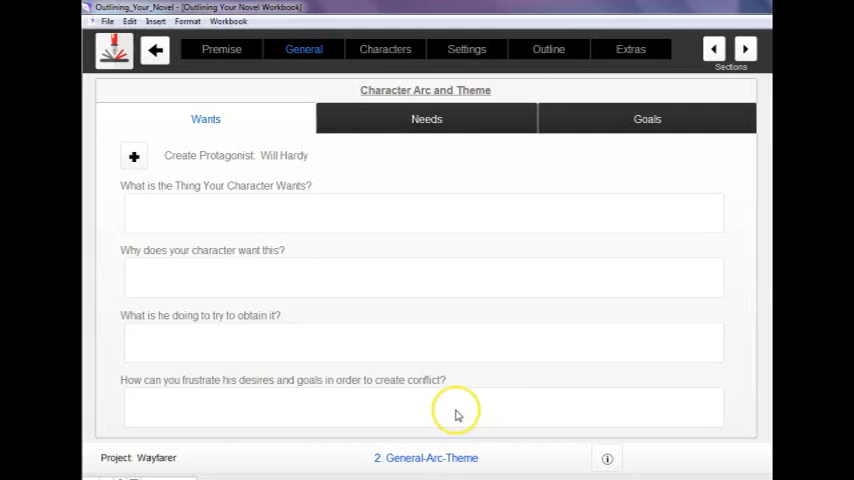 Outlining_Your_Novel - [Outlining Your Novel Workbook]
File Edit Insert Format Workbook
Premise General Characters Settings Outline Extras
Sections
Character Arc and Theme
Wants Needs Goals
Create Protagonist: Will Hardy
What is the Thing Your Character Wants?
Why does your character want this?
What is he doing to try to obtain it?
How can you frustrate his desires and goals in order to create conflict?
Project: Wayfarer 2. General-Arc-Theme